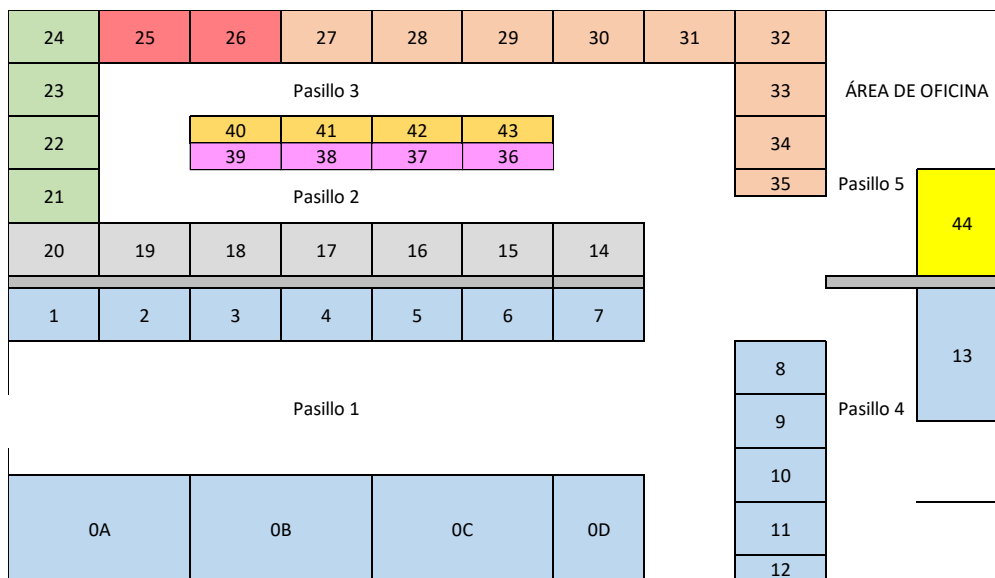 24 25 26 27 28 29 30 31 32
23 Pasillo 3 33 ÁREA DE OFICINA
40 41 42 43
22 34
39 38 37 36
21 Pasillo 2 35 Pasillo 5
44
20 19 18 17 16 15 14
1 2 3 4 5 6 7
13
8
Pasillo 1 9 Pasillo 4
10
0A 0B 0C 0D 11
12